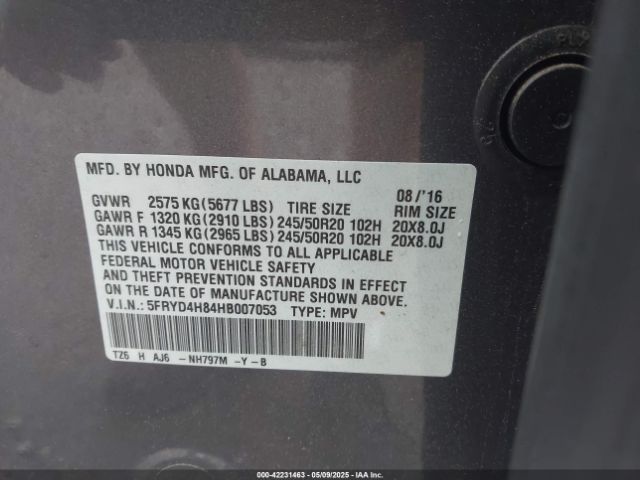 MFD. BY HONDA MFG. OF ALABAMA, LLC
08 /'16
GVWR 2575 KG (5677 LBS) TIRE SIZE RIM SIZE
GAWR F 1320 KG (2910 LBS) 245/50R20 102H 20X8.0J
GAWR R 1345 KG (2965 LBS) 245/50R20 102H 20X8.0J
THIS VEHICLE CONFORMS TO ALL APPLICABLE
FEDERAL MOTOR VEHICLE SAFETY
AND THEFT PREVENTION STANDARDS IN EFFECT
ON THE DATE OF MANUFACTURE SHOWN ABOVE.
V.I.N.: 5FRYD4H84HB007053 TYPE: MPV
TZ6 H AJ6 -NH797M -Y -B
00-42231463 - 05/09/2025 - IAAI.COM